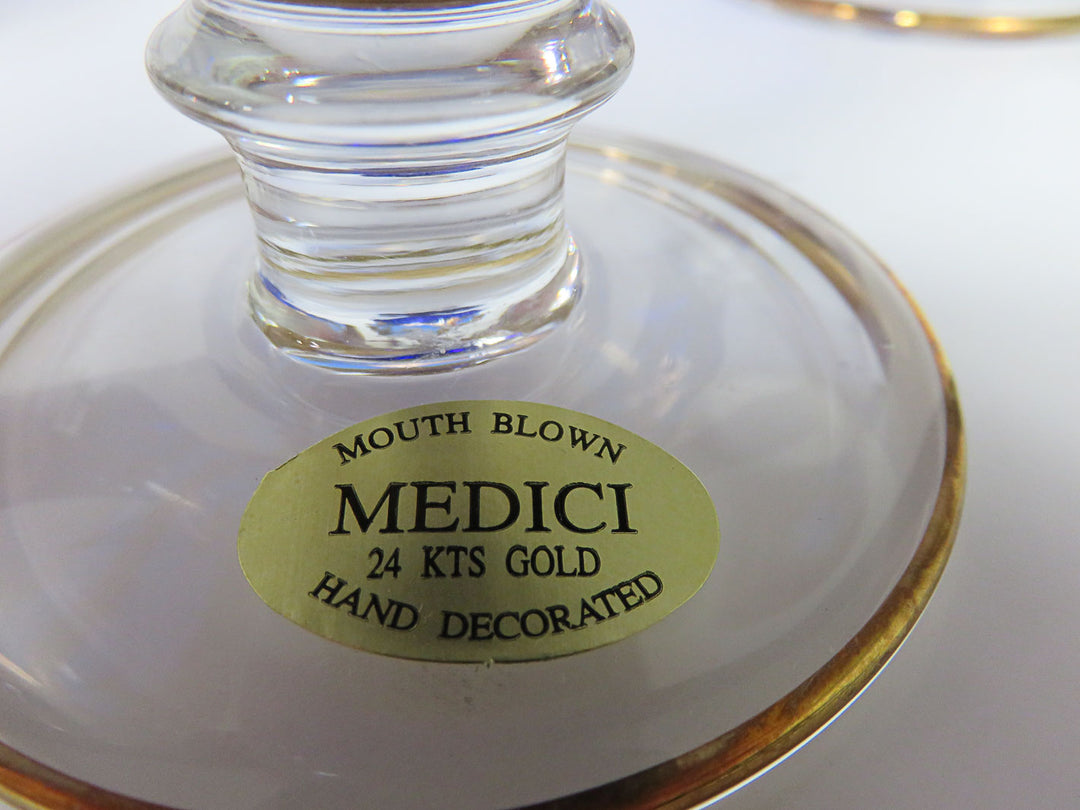 MOUTH BLOWN
MEDICI
24 KTS GOLD
HAND DECORATED